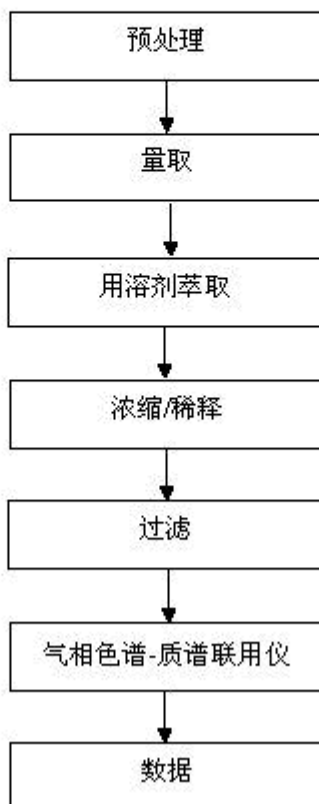 预处理
量取
用溶剂萃取
浓缩/稀释
过滤
气相色谱-质谱联用仪
数据